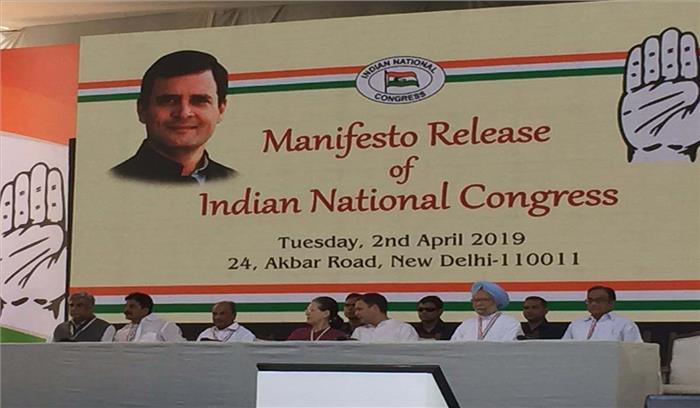 INDIAN NATIONAL
CONGRESS
Manifesto Release
of
Indian National Congress
Tuesday, 2nd April 2019
24, Akbar Road, New Delhi-110011